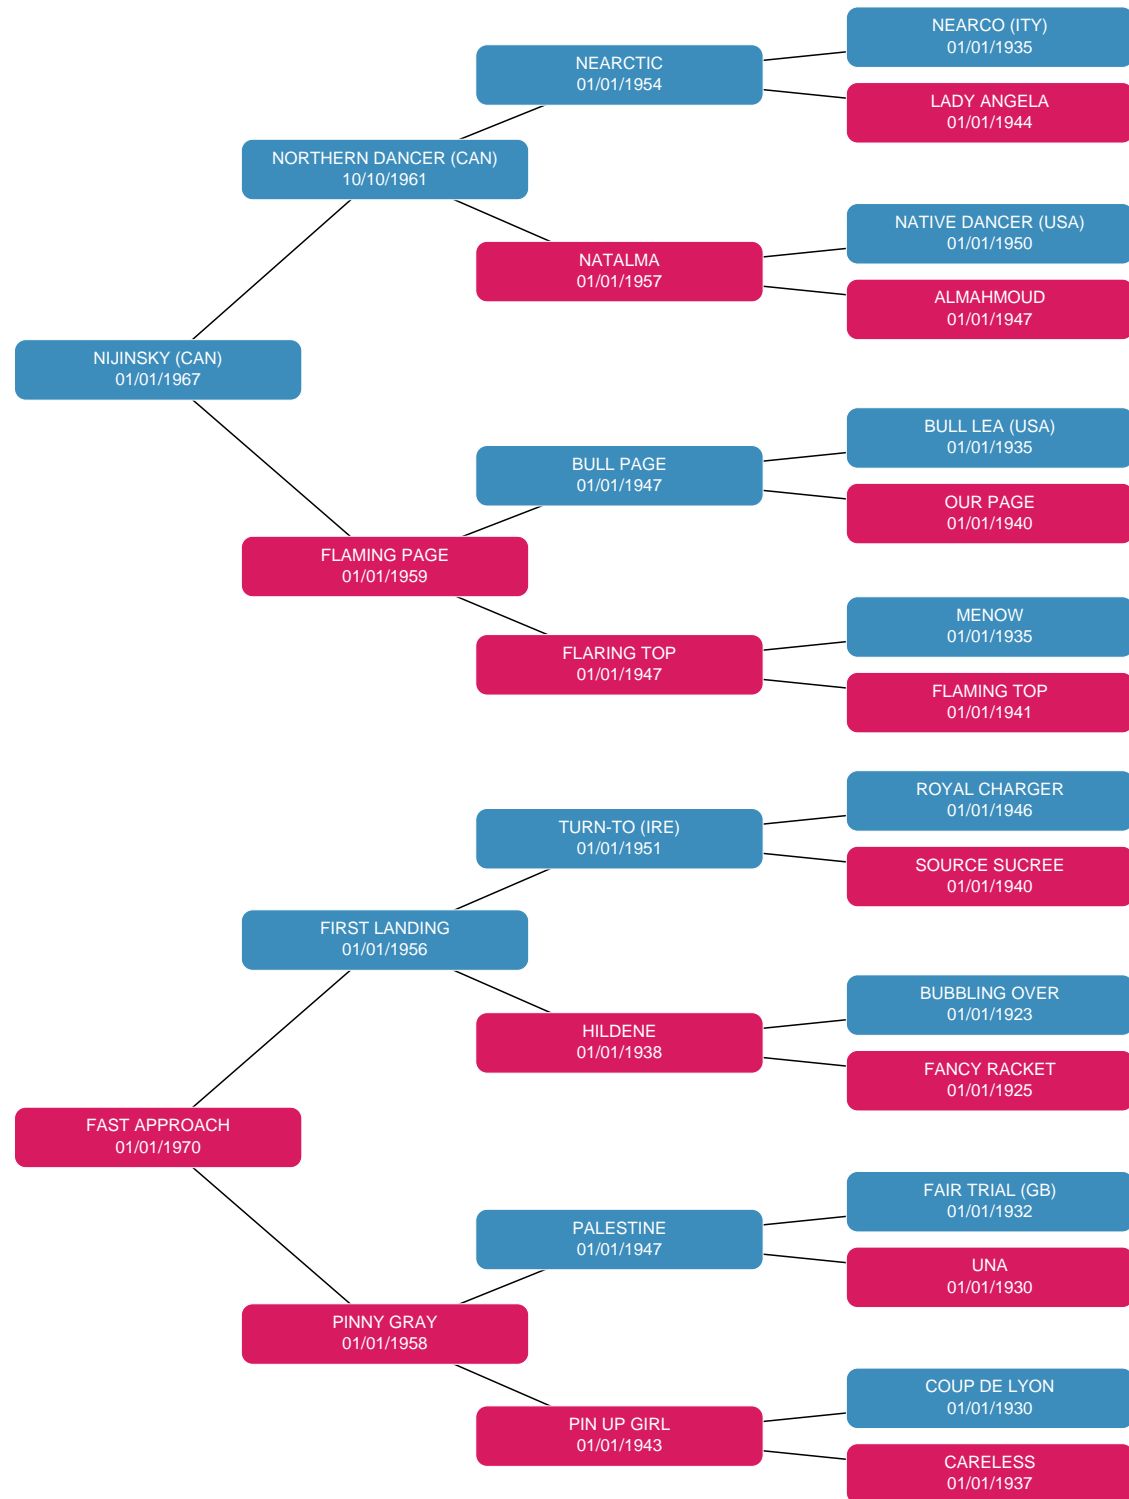 NEARCO (ITY)
01/01/1935
NEARCTIC
01/01/1954
LADY ANGELA
01/01/1944
NORTHERN DANCER (CAN)
10/10/1961
NATIVE DANCER (USA)
01/01/1950
NATALMA
01/01/1957
ALMAHMOUD
01/01/1947
NIJINSKY (CAN)
01/01/1967
BULL LEA (USA)
01/01/1935
BULL PAGE
01/01/1947
OUR PAGE
01/01/1940
FLAMING PAGE
01/01/1959
MENOW
01/01/1935
FLARING TOP
01/01/1947
FLAMING TOP
01/01/1941
ROYAL CHARGER
01/01/1946
TURN-TO (IRE)
01/01/1951
SOURCE SUCREE
01/01/1940
FIRST LANDING
01/01/1956
BUBBLING OVER
01/01/1923
HILDENE
01/01/1938
FANCY RACKET
01/01/1925
FAST APPROACH
01/01/1970
FAIR TRIAL (GB)
01/01/1932
PALESTINE
01/01/1947
UNA
01/01/1930
PINNY GRAY
01/01/1958
COUP DE LYON
01/01/1930
PIN UP GIRL
01/01/1943
CARELESS
01/01/1937